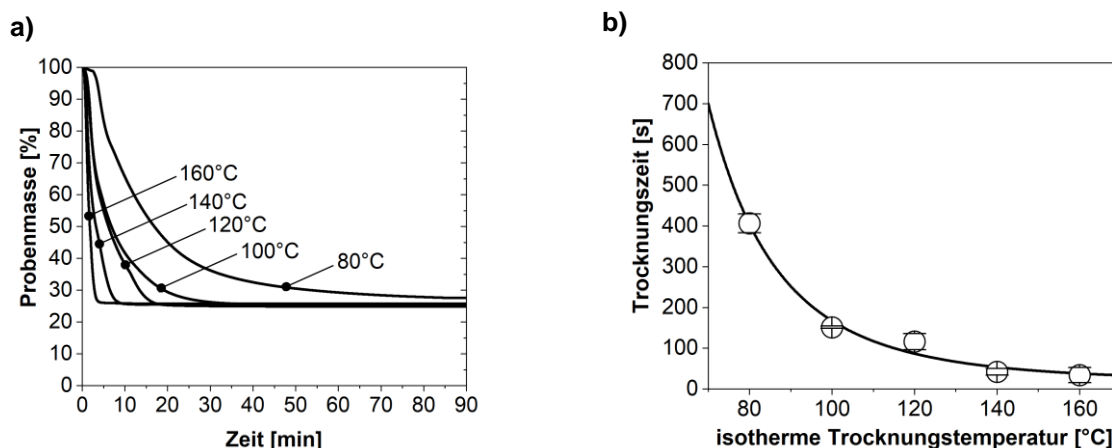 a)
Probenmasse [%]
100
90
80
70
60
50
40
30
20
10
0
160°C
140°C
120°C
100°C
80°C
0 10 20 30 40 50 60 70 80 90
Zeit [min]
b)
Trocknungszeit [s]
800
700
600
500
400
300
200
100
0
80 100 120 140 160
isotherme Trocknungstemperatur [°C]